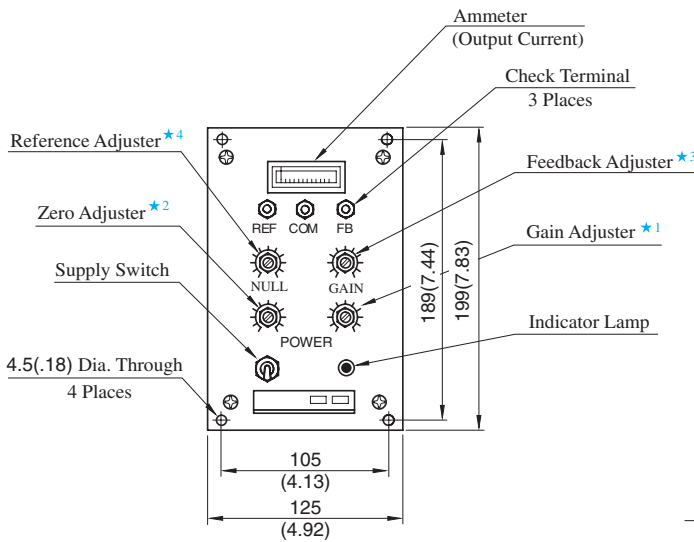 Ammeter
(Output Current)
Check Terminal
3 Places
Reference Adjuster ★4
Feedback Adjuster ★3
Zero Adjuster ★2
REF COM FB
Gain Adjuster ★1
Supply Switch
NULL GAIN
189(7.44)
199(7.83)
POWER
Indicator Lamp
4.5(.18) Dia. Through
4 Places
105
(4.13)
125
(4.92)